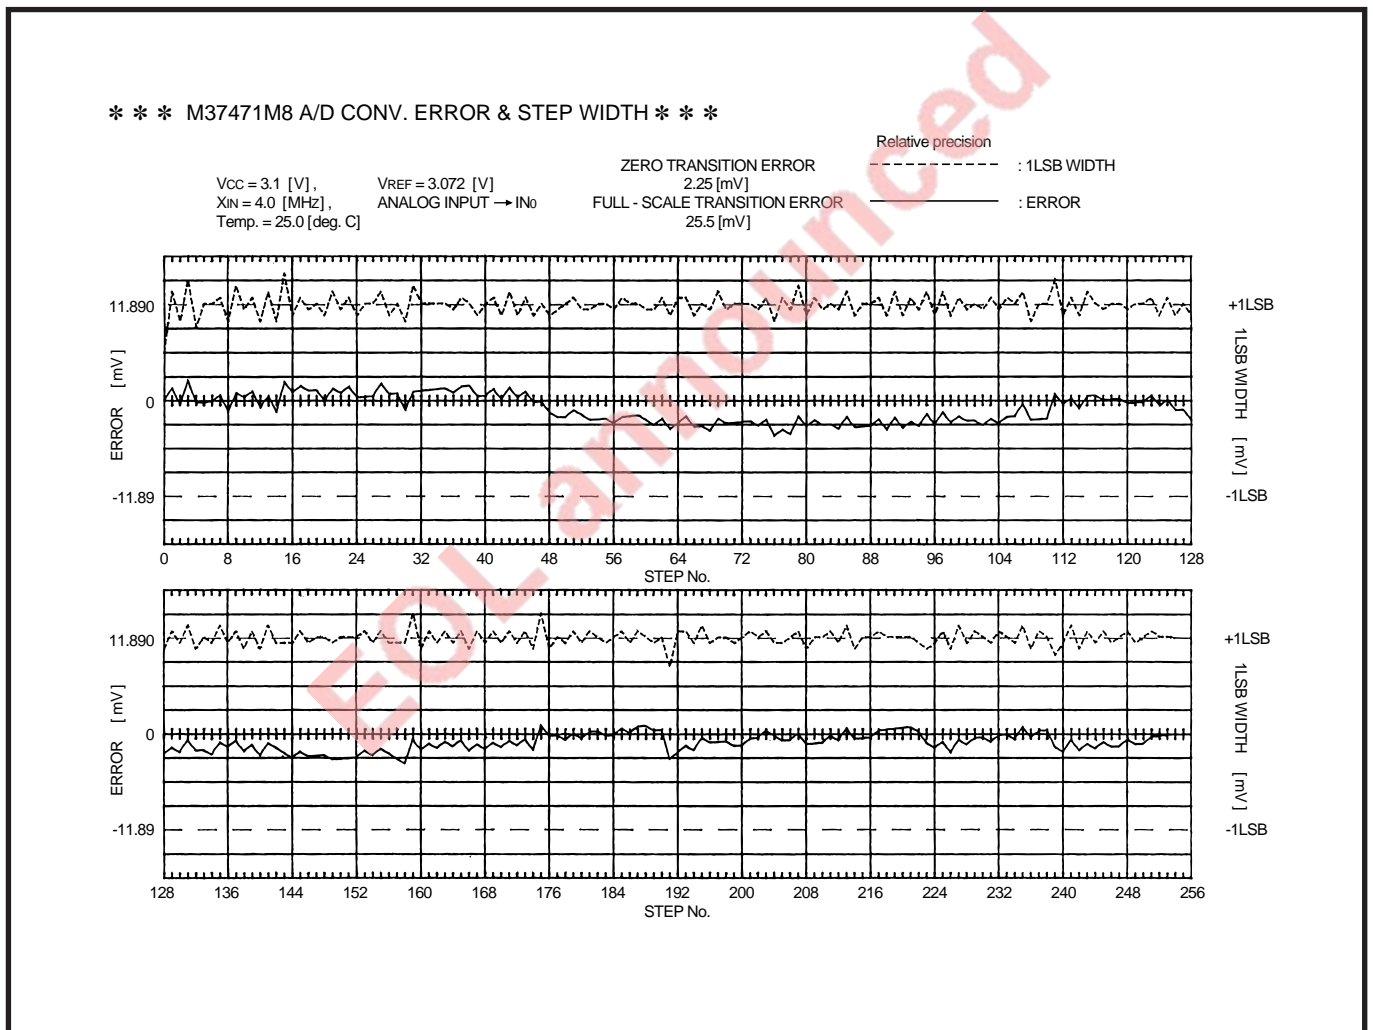 ✻ ✻ ✻ M37471M8 A/D CONV. ERROR & STEP WIDTH ✻ ✻ ✻
Relative precision
ZERO TRANSITION ERROR
: 1LSB WIDTH
VCC = 3.1 [V] ,
VREF = 3.072 [V]
2.25 [mV]
XIN = 4.0 [MHz] ,
ANALOG INPUT → IN0
FULL - SCALE TRANSITION ERROR
: ERROR
Temp. = 25.0 [deg. C]
25.5 [mV]
11.890
0
-11.89
ERROR [mV]
+1LSB
1LSB WIDTH [mV]
-1LSB
0 8 16 24 32 40 48 56 64 72 80 88 96 104 112 120 128
STEP No.
11.890
0
-11.89
ERROR [mV]
+1LSB
1LSB WIDTH [mV]
-1LSB
128 136 144 152 160 168 176 184 192 200 208 216 224 232 240 248 256
STEP No.
EOL announced